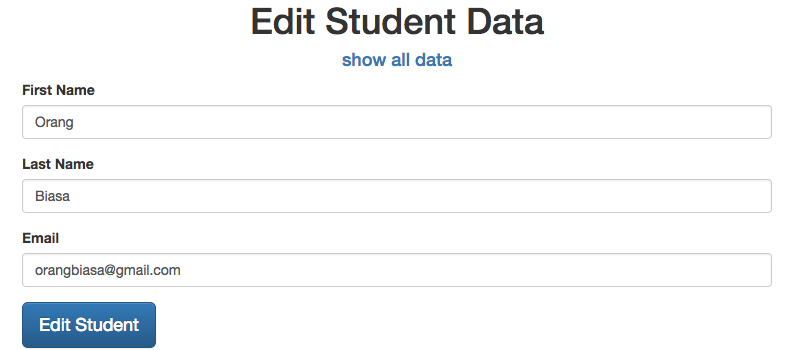 Edit Student Data
show all data
First Name
Orang
Last Name
Biasa
Email
orangbiasa@gmail.com
Edit Student